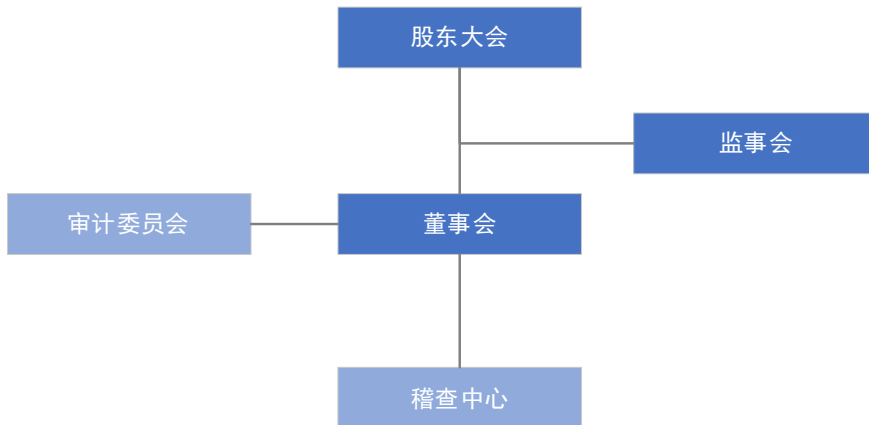 股东大会
监事会
审计委员会
董事会
稽查中心